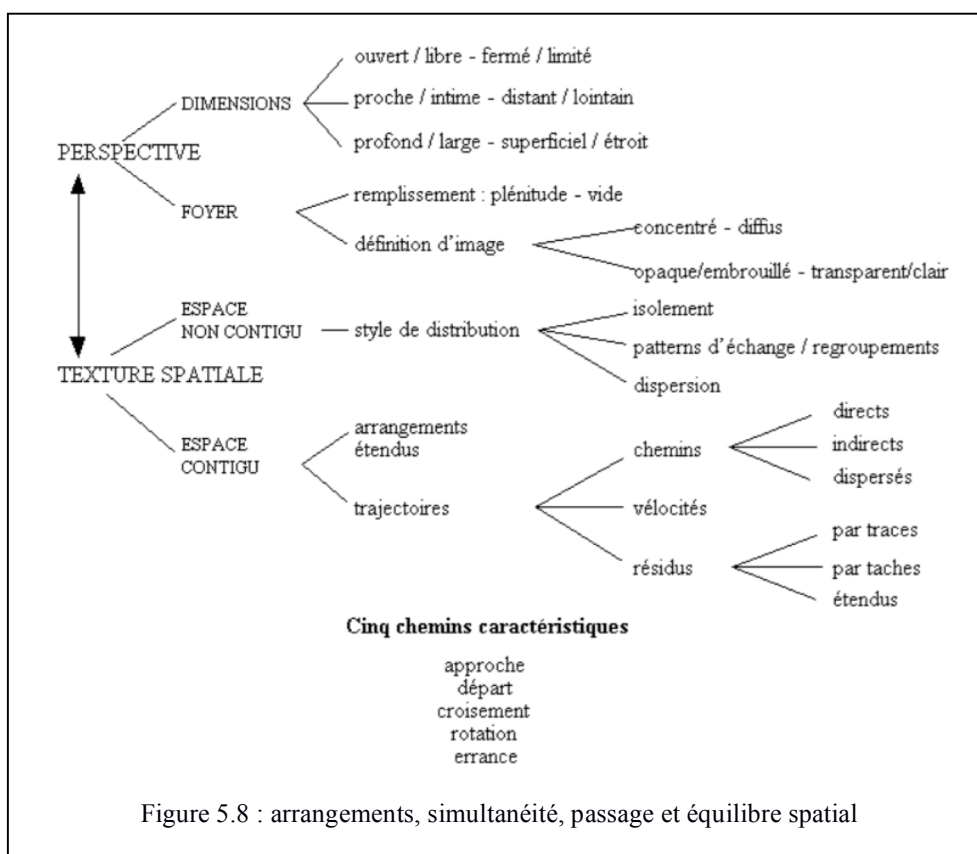 ouvert / libre - fermé / limité
DIMENSIONS
proche / intime - distant / lointain
profond / large - superficiel / étroit
PERSPECTIVE
remplissement : plénitude - vide
FOYER
concentré - diffus
définition d'image
opaque/embrouillé - transparent/clair
ESPACE
NON CONTIGU
style de distribution
isolement
patterns d'échange / regroupements
dispersion
TEXTURE SPATIALE
ESPACE
CONTIGU
arrangements
étendus
trajectoires
chemins
directs
indirects
dispersés
vélocités
résidus
par traces
par taches
étendus
Cinq chemins caractéristiques
approche
départ
croisement
rotation
errance
Figure 5.8 : arrangements, simultanéité, passage et équilibre spatial